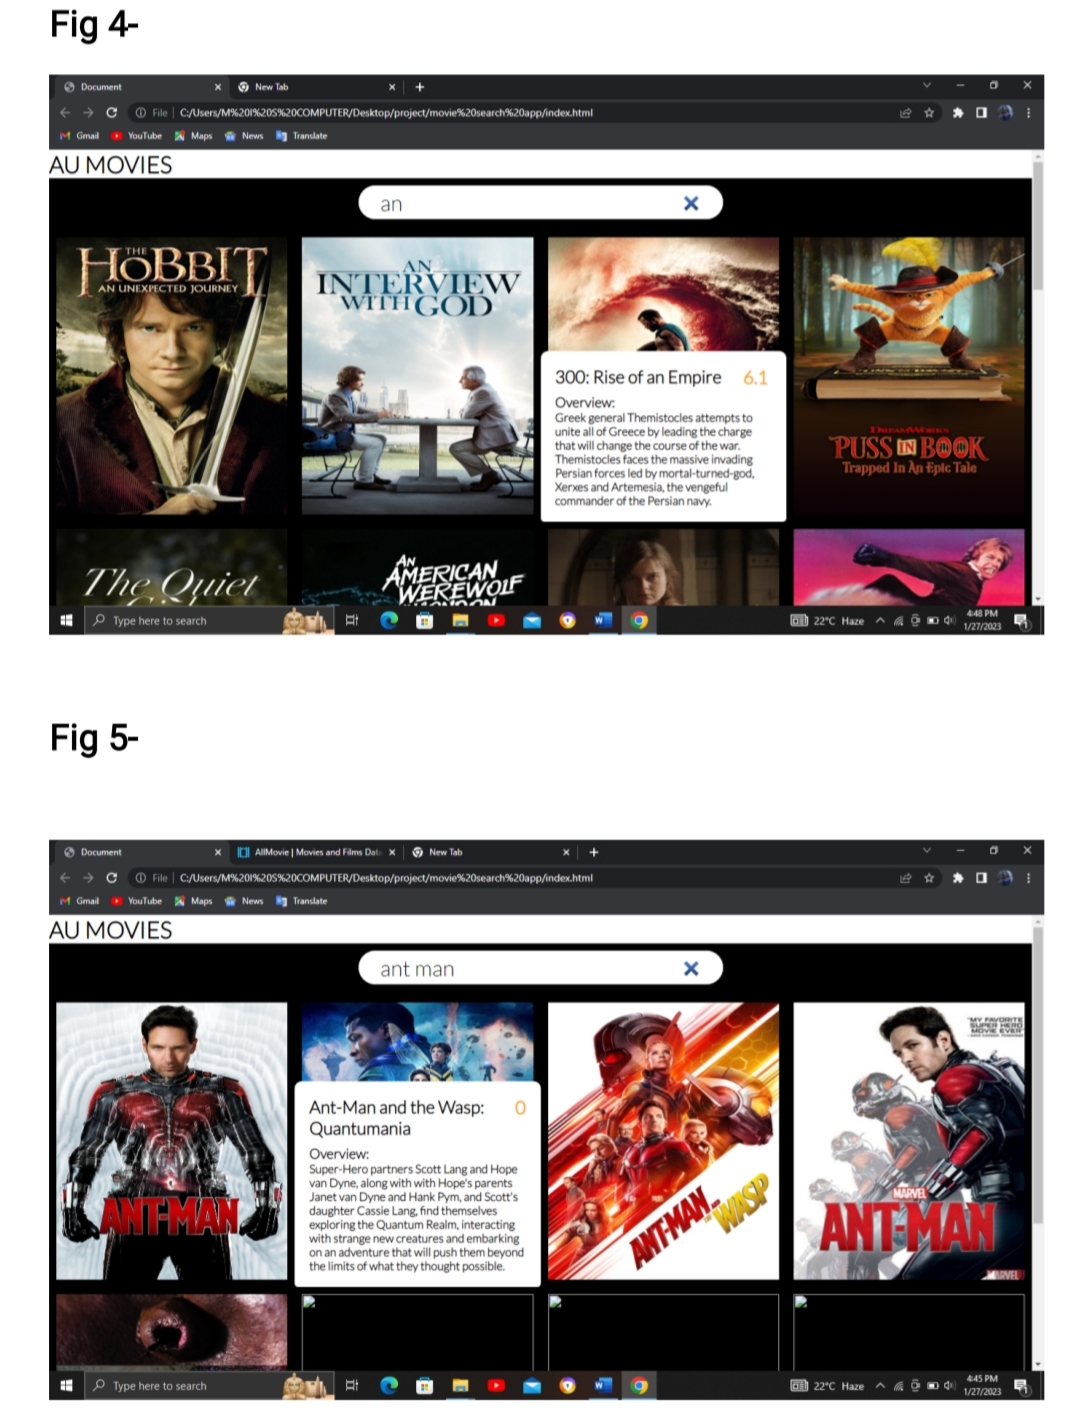 Fig 4-
Document
New Tab
File C:/Users/M%20I%20S%20COMPUTER/Desktop/project/movie%20search%20app/index.html
Gmail YouTube Maps News Translate
AU MOVIES
an
THE
HOBBIT
AN UNEXPECTED JOURNEY
AN
INTERVIEW
WITH GOD
300: Rise of an Empire 6.1
Overview:
Greek general Themistocles attempts to
unite all of Greece by leading the charge
that will change the course of the war.
Themistocles faces the massive invading
Persian forces led by mortal-turned-god,
Xerxes and Artemesia, the vengeful
commander of the Persian navy.
DREAMWORKS
PUSS IN BOOK
Trapped In An Epic Tale
The Quiet
AN
AMERICAN
WEREWOLF
LONDON
Type here to search
22°C Haze
4:48 PM
1/27/2023
Fig 5-
Document
AllMovie | Movies and Films Dat
New Tab
File C:/Users/M%20I%20S%20COMPUTER/Desktop/project/movie%20search%20app/index.html
Gmail YouTube Maps News Translate
AU MOVIES
ant man
ANT-MAN
Ant-Man and the Wasp: 0
Quantumania
Overview:
Super-Hero partners Scott Lang and Hope
van Dyne, along with with Hope's parents
Janet van Dyne and Hank Pym, and Scott's
daughter Cassie Lang, find themselves
exploring the Quantum Realm, interacting
with strange new creatures and embarking
on an adventure that will push them beyond
the limits of what they thought possible.
ANT-MAN
WASP
"MY FAVORITE
SUPER HERO
MOVIE EVER"
MARVEL
ANT-MAN
MARVEL
Type here to search
22°C Haze
4:45 PM
1/27/2023